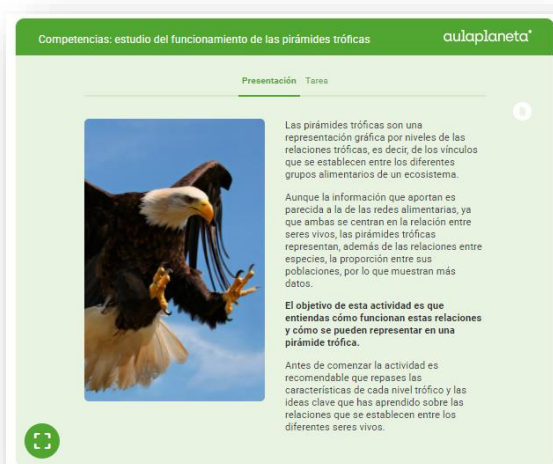 Competencias: estudio del funcionamiento de las pirámides tróficas
aulaplaneta
Presentación Tarea
Las pirámides tróficas son una
representación gráfica por niveles de las
relaciones tróficas, es decir, de los vínculos
que se establecen entre los diferentes
grupos alimentarios de un ecosistema.
Aunque la información que aportan es
parecida a la de las redes alimentarias, ya
que ambas se centran en la relación entre
seres vivos, las pirámides tróficas
representan, además de las relaciones entre
especies, la proporción entre sus
poblaciones, por lo que muestran más
datos.
El objetivo de esta actividad es que
entiendas cómo funcionan estas relaciones
y cómo se pueden representar en una
pirámide trófica.
Antes de comenzar la actividad es
recomendable que repases las
características de cada nivel trófico y las
ideas clave que has aprendido sobre las
relaciones que se establecen entre los
diferentes seres vivos.